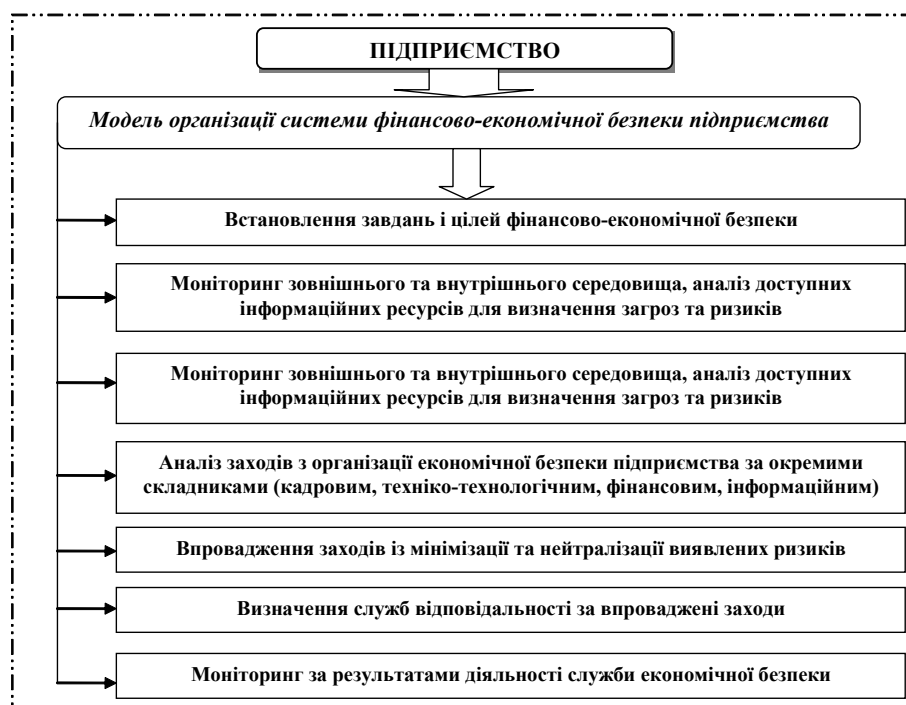 ПІДПРИЄМСТВО
Модель організації системи фінансово-економічної безпеки підприємства
Встановлення завдань і цілей фінансово-економічної безпеки
Моніторинг зовнішнього та внутрішнього середовища, аналіз доступних
інформаційних ресурсів для визначення загроз та ризиків
Моніторинг зовнішнього та внутрішнього середовища, аналіз доступних
інформаційних ресурсів для визначення загроз та ризиків
Аналіз заходів з організації економічної безпеки підприємства за окремими
складниками (кадровим, техніко-технологічним, фінансовим, інформаційним)
Впровадження заходів із мінімізації та нейтралізації виявлених ризиків
Визначення служб відповідальності за впроваджені заходи
Моніторинг за результатами діяльності служби економічної безпеки